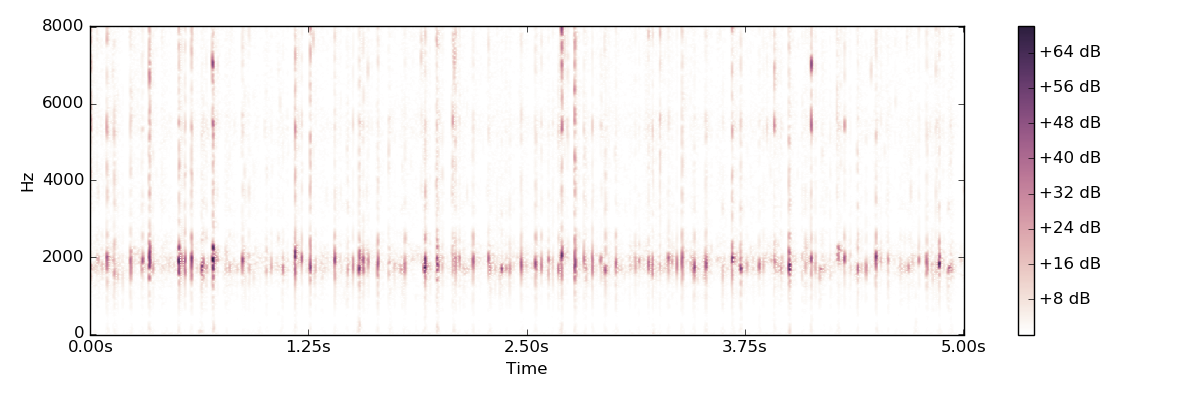 8000
6000
4000
2000
0
Hz
0.00s
1.25s
2.50s
3.75s
5.00s
Time
+64 dB
+56 dB
+48 dB
+40 dB
+32 dB
+24 dB
+16 dB
+8 dB